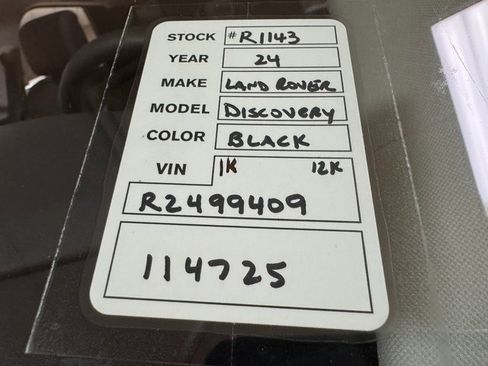 STOCK #R1143
YEAR 24
MAKE LAND ROVER
MODEL DISCOVERY
COLOR BLACK
VIN 1K 12K
R2499409
114725